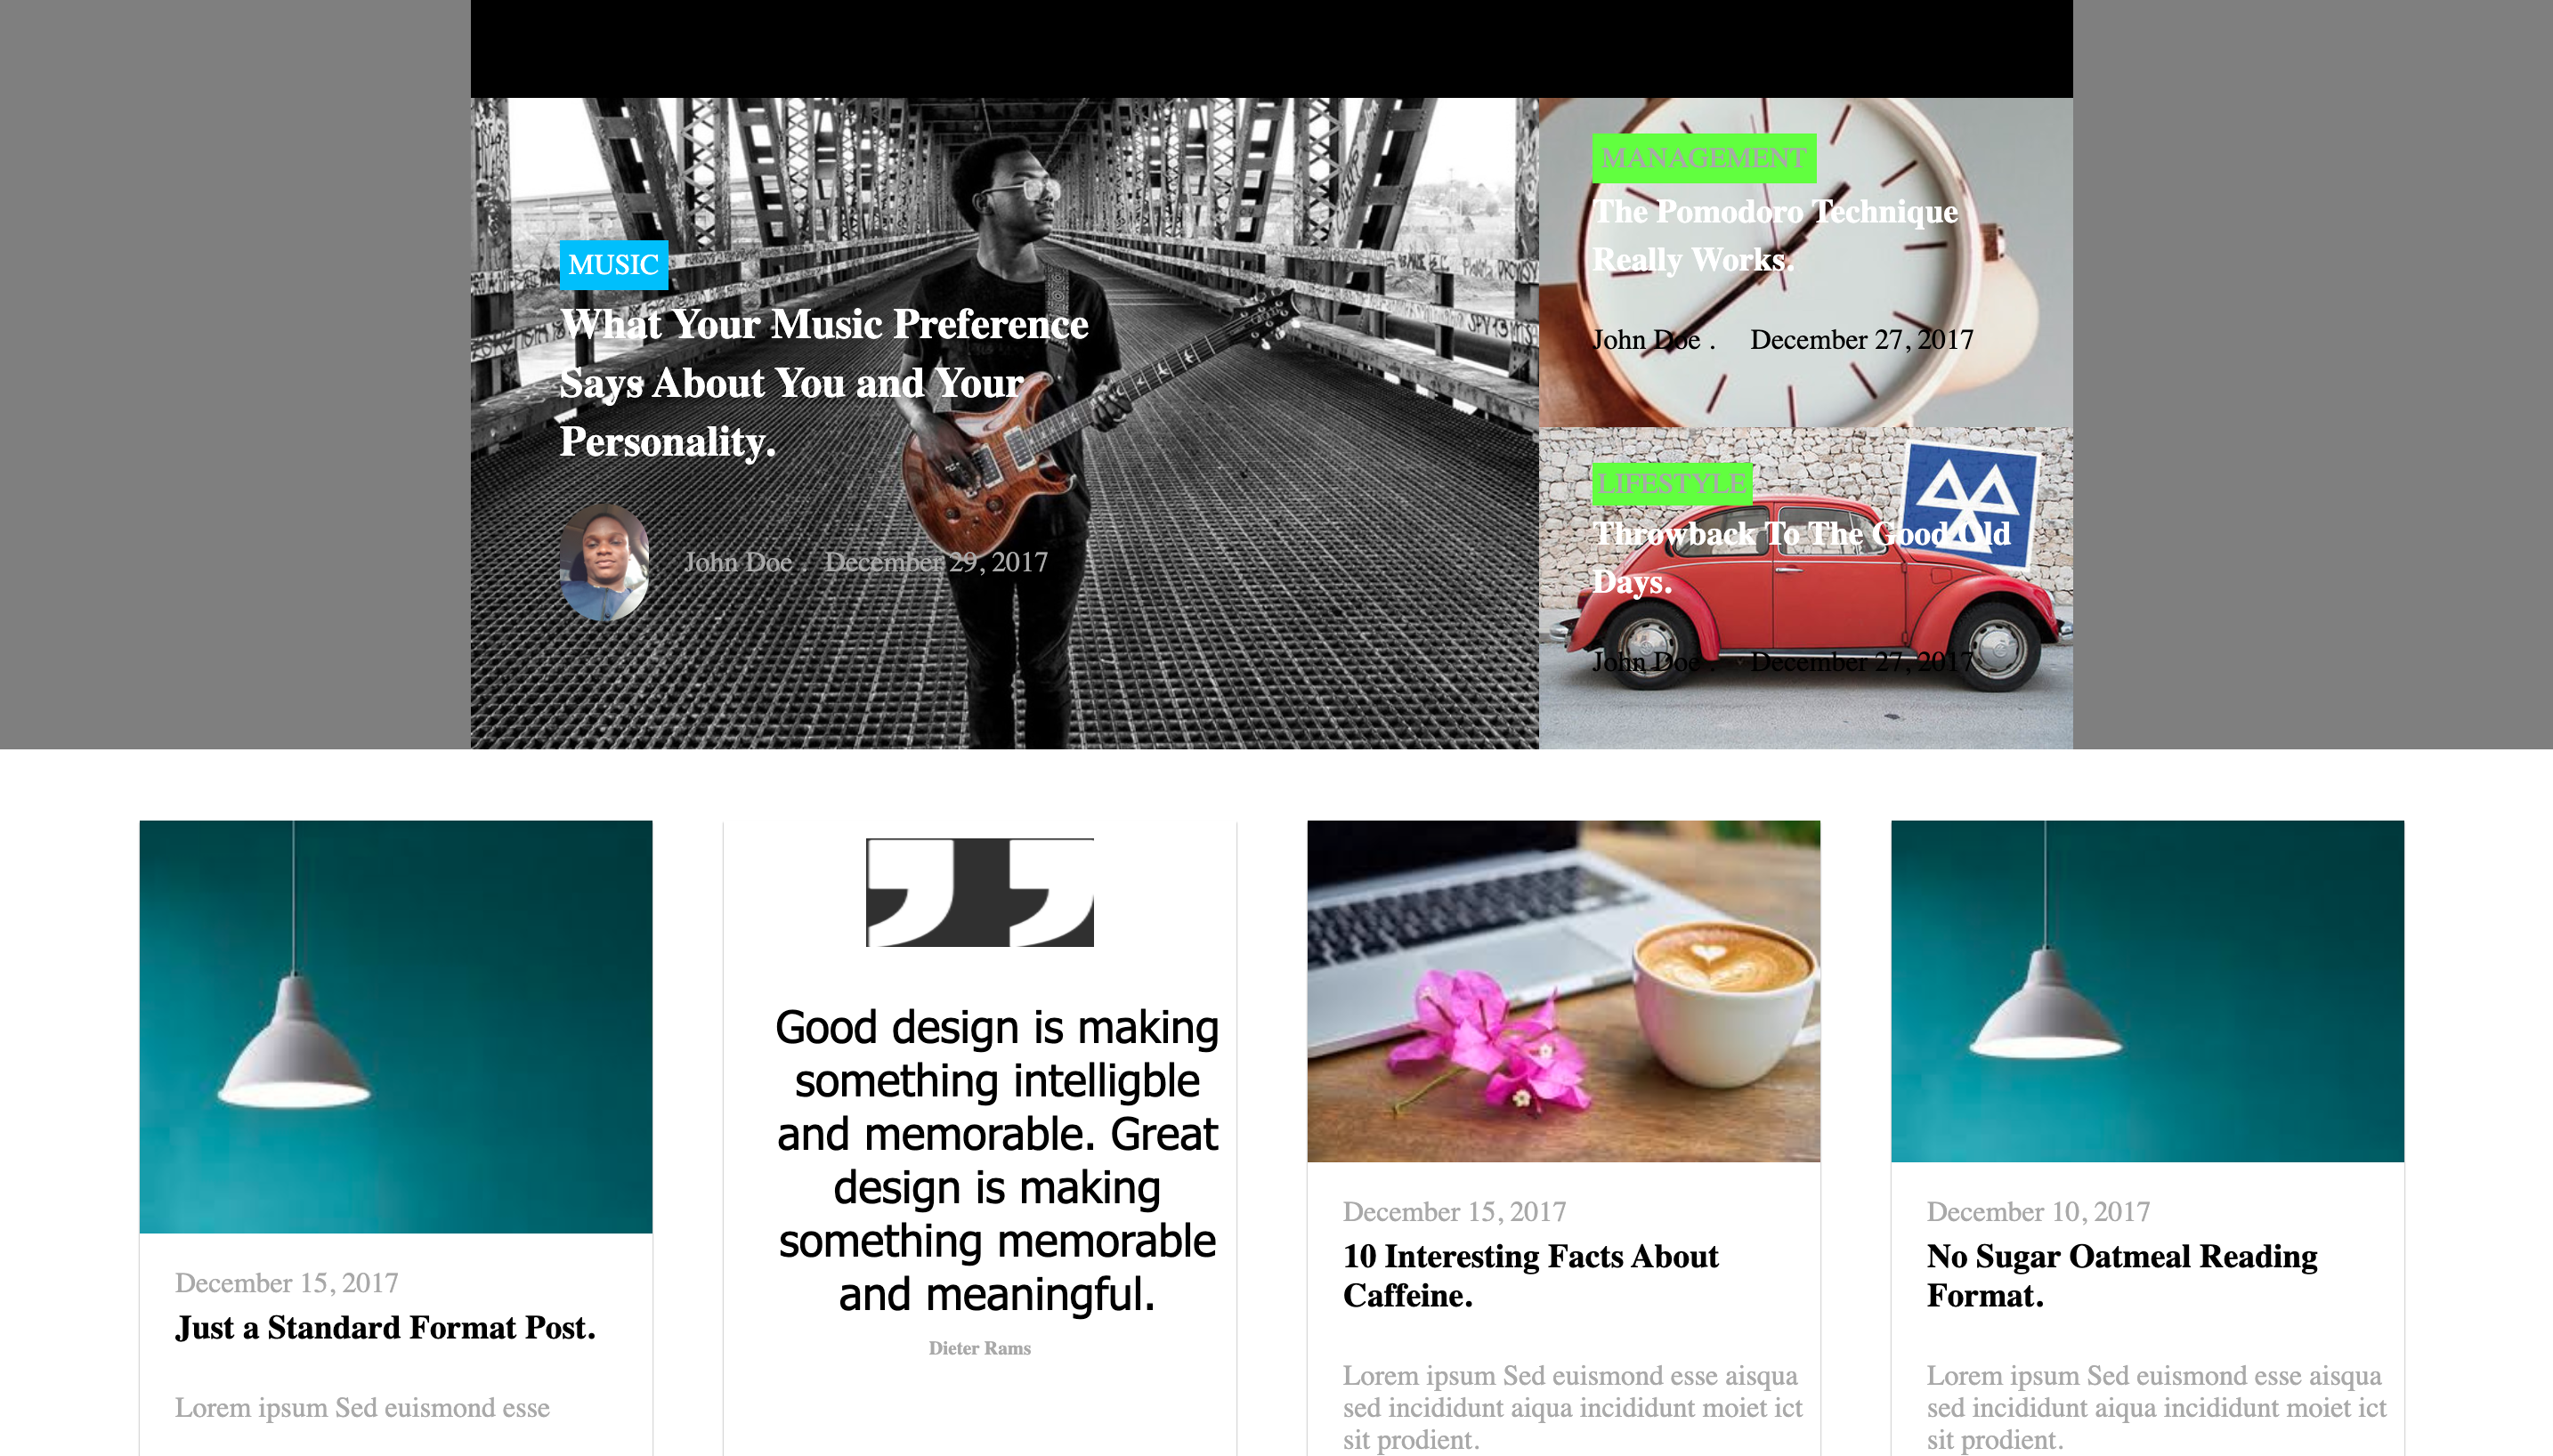 MUSIC
What Your Music Preference
Says About You and Your
Personality.
John Doe .    December 29, 2017
MANAGEMENT
The Pomodoro Technique
Really Works.
John Doe .    December 27, 2017
LIFESTYLE
Throwback To The Good Old
Days.
John Doe .    December 27, 2017
December 15, 2017
Just a Standard Format Post.
Lorem ipsum Sed euismond esse
Good design is making
something intelligble
and memorable. Great
design is making
something memorable
and meaningful.
Dieter Rams
December 15, 2017
10 Interesting Facts About
Caffeine.
Lorem ipsum Sed euismond esse aisqua
sed incididunt aiqua incididunt moiet ict
sit prodient.
December 10, 2017
No Sugar Oatmeal Reading
Format.
Lorem ipsum Sed euismond esse aisqua
sed incididunt aiqua incididunt moiet ict
sit prodient.